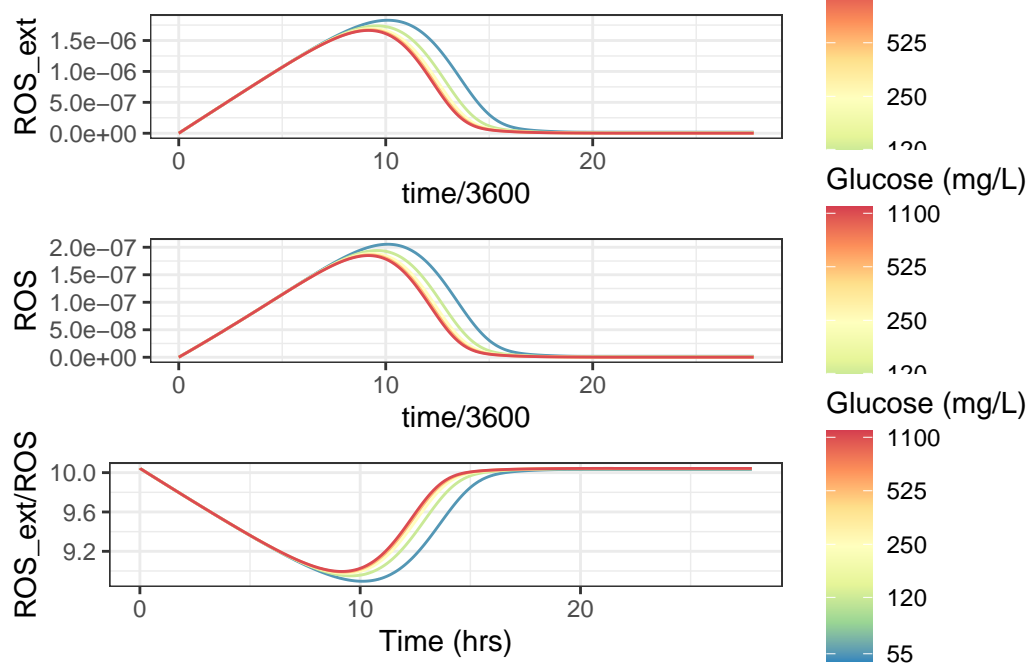 ROS_ext
1.5e−06
1.0e−06
5.0e−07
0.0e+00
0
10
20
time/3600
525
250
120
Glucose (mg/L)
ROS
2.0e−07
1.5e−07
1.0e−07
5.0e−08
0.0e+00
0
10
20
time/3600
1100
525
250
120
Glucose (mg/L)
ROS_ext/ROS
10.0
9.6
9.2
0
10
20
Time (hrs)
1100
525
250
120
55